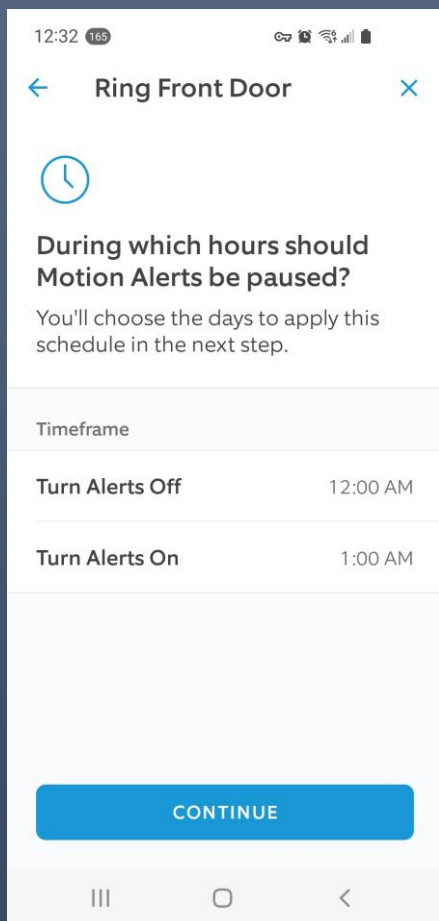 12:32 165
Ring Front Door
During which hours should
Motion Alerts be paused?
You'll choose the days to apply this
schedule in the next step.
Timeframe
Turn Alerts Off 12:00 AM
Turn Alerts On 1:00 AM
CONTINUE